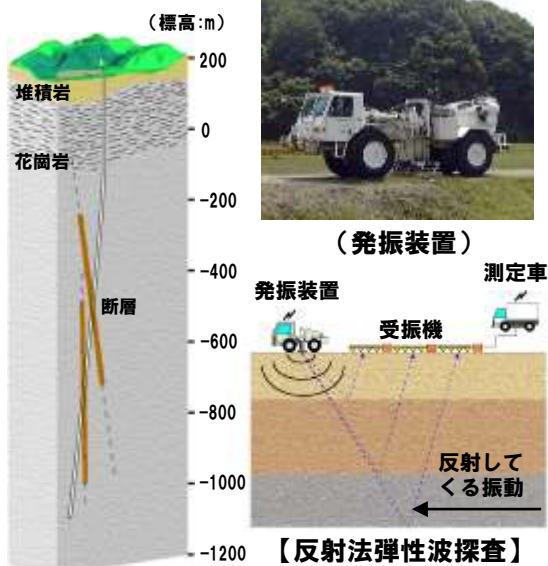 （標高:m）
200
堆積岩
0
花崗岩
-200
-400
断層
-600
-800
-1000
-1200
（発振装置）
発振装置
受振機
測定車
反射して
くる振動
【反射法弾性波探査】